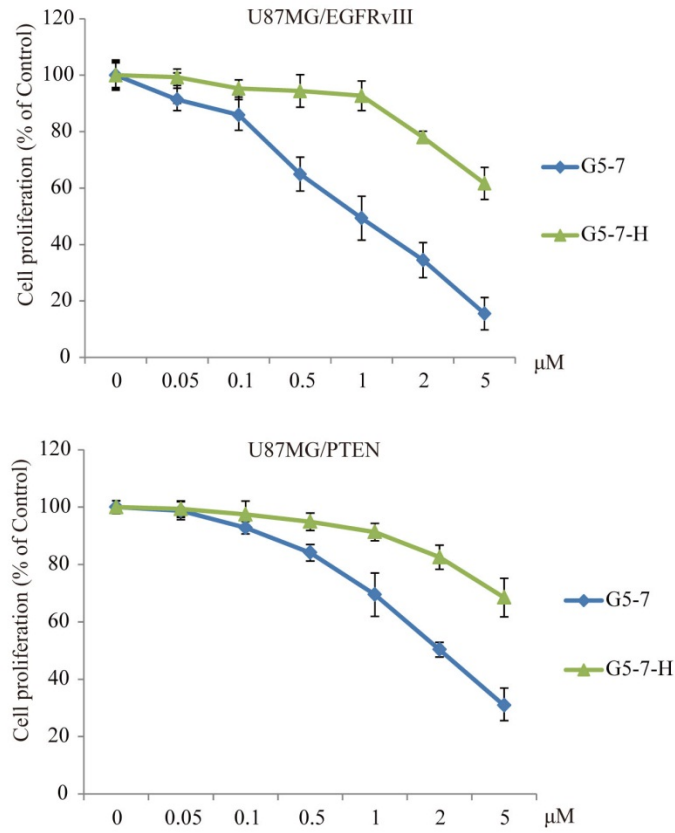 U87MG/EGFRvIII
Cell proliferation (% of Control)
120
100
80
60
40
20
0
0 0.05 0.1 0.5 1 2 5 μM
G5-7
G5-7-H
U87MG/PTEN
Cell proliferation (% of Control)
120
100
80
60
40
20
0
0 0.05 0.1 0.5 1 2 5 μM
G5-7
G5-7-H